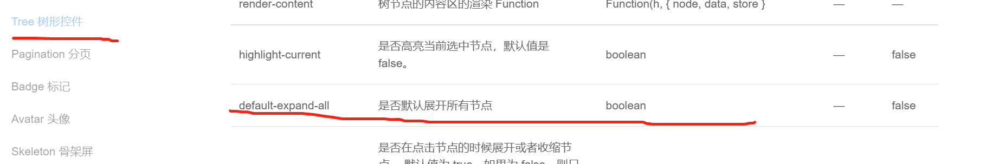 render-content 树节点的内容区的渲染 Function Function(h, { node, data, store } — —
Tree 树形控件
Pagination 分页
Badge 标记
Avatar 头像
Skeleton 骨架屏
highlight-current 是否高亮当前选中节点，默认值是 boolean — false
false。
default-expand-all 是否默认展开所有节点 boolean — false
是否在点击节点的时候展开或者收缩节
点， 默认值为 true，如果为 false，则只